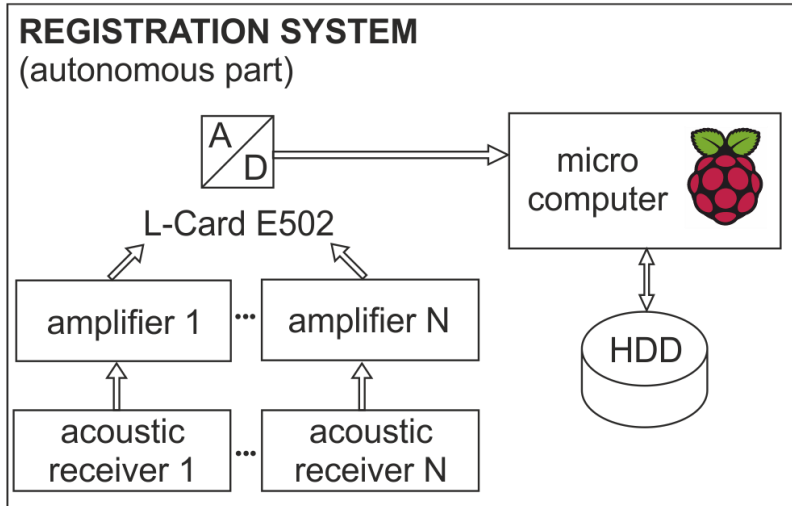 REGISTRATION SYSTEM
(autonomous part)
A
D
L-Card E502
micro
computer
amplifier 1
...
amplifier N
HDD
acoustic
receiver 1
...
acoustic
receiver N